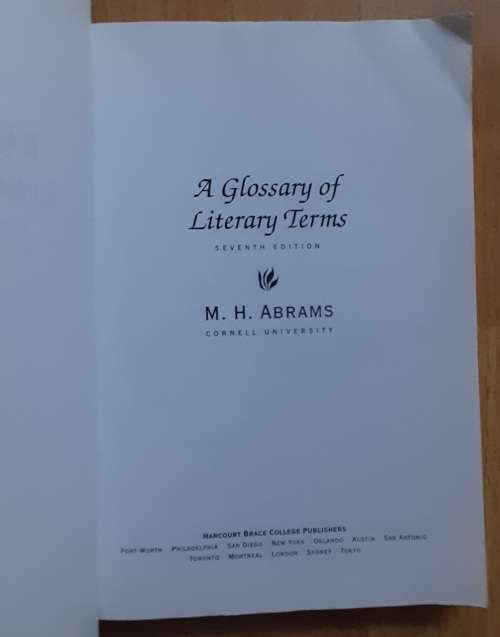 A Glossary of
Literary Terms
SEVENTH EDITION
M. H. ABRAMS
CORNELL UNIVERSITY
HARCOURT BRACE COLLEGE PUBLISHERS
FORT WORTH PHILADELPHIA SAN DIEGO NEW YORK ORLANDO AUSTIN SAN ANTONIO
TORONTO MONTREAL LONDON SYDNEY TOKYO